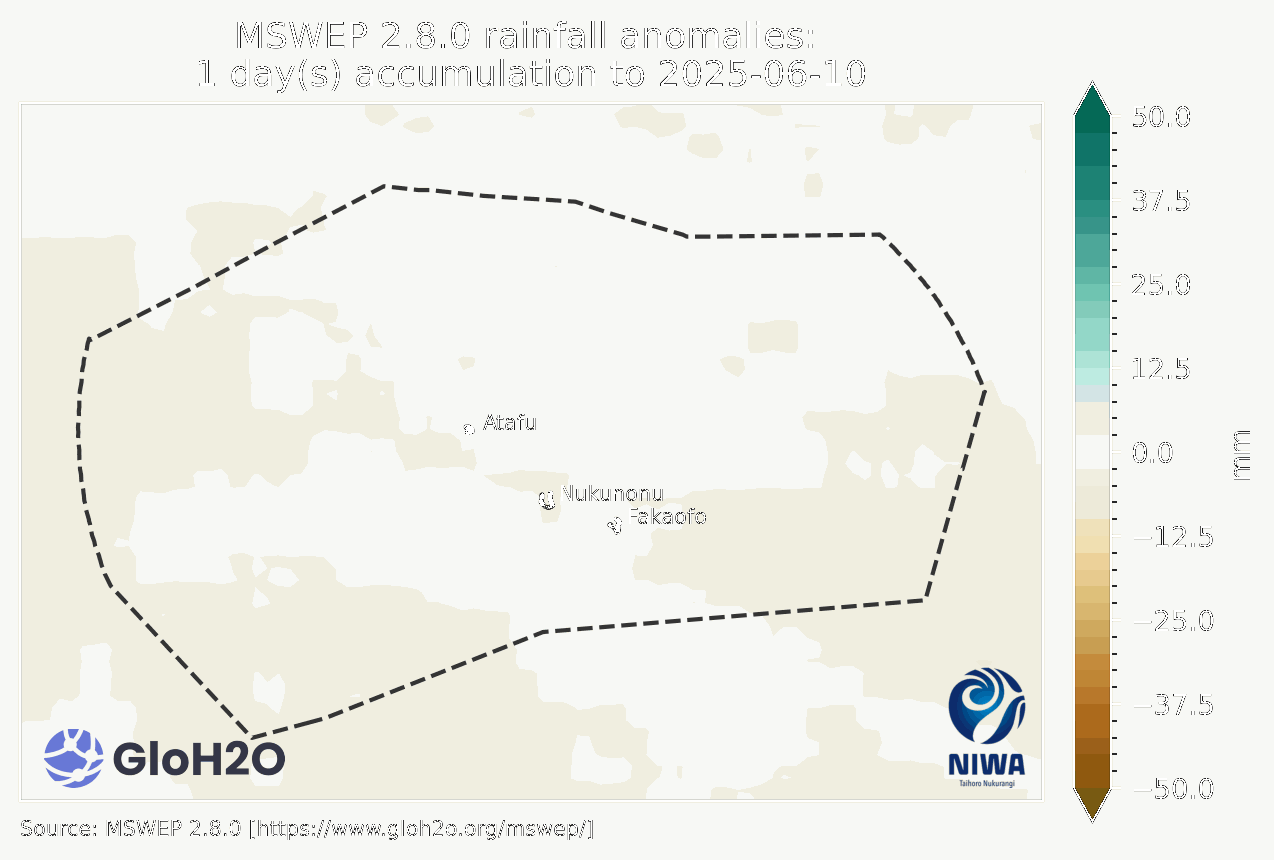 MSWEP 2.8.0 rainfall anomalies:
1 day(s) accumulation to 2025-06-10
50.0
37.5
25.0
12.5
0.0
−12.5
−25.0
−37.5
−50.0
mm
Atafu
Nukunonu
Fakaofo
GloH2O
NIWA
Taihoro Nukurangi
Source: MSWEP 2.8.0 [https://www.gloh2o.org/mswep/]